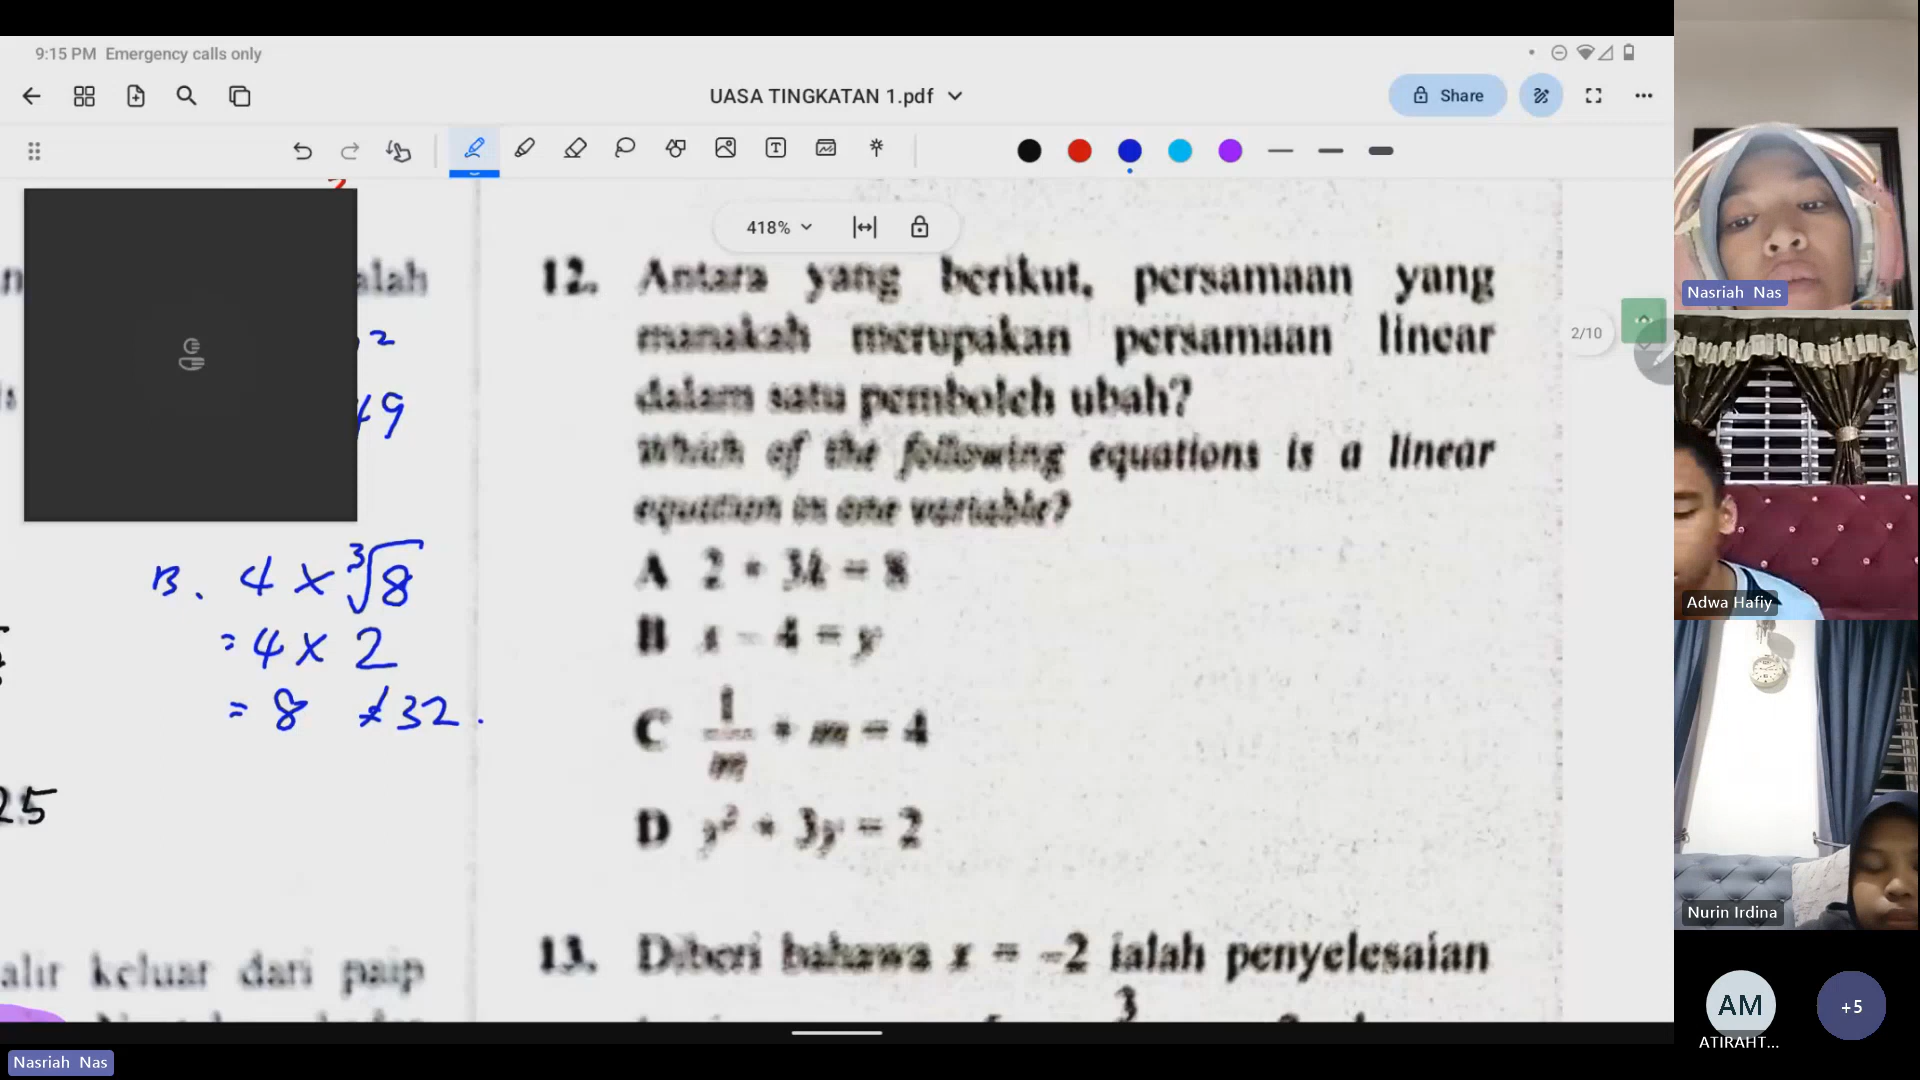 9:15 PM Emergency calls only
UASA TINGKATAN 1.pdf
Share
418%
2/10
alah
2
49
B. 4 × ³√8
= 4 × 2
= 8 ≠ 32.
25
alir keluar dari paip
12. Antara yang berikut, persamaan yang
manakah merupakan persamaan linear
dalam satu pemboleh ubah?
Which of the following equations is a linear
equation in one variable?
A 2 + 3k = 8
B x - 4 = y
C 1/m + m = 4
D y² + 3y = 2
13. Diberi bahawa x = -2 ialah penyelesaian
3
Nasriah Nas
Adwa Hafiy
Nurin Irdina
AM
ATIRAHT...
+5
Nasriah Nas